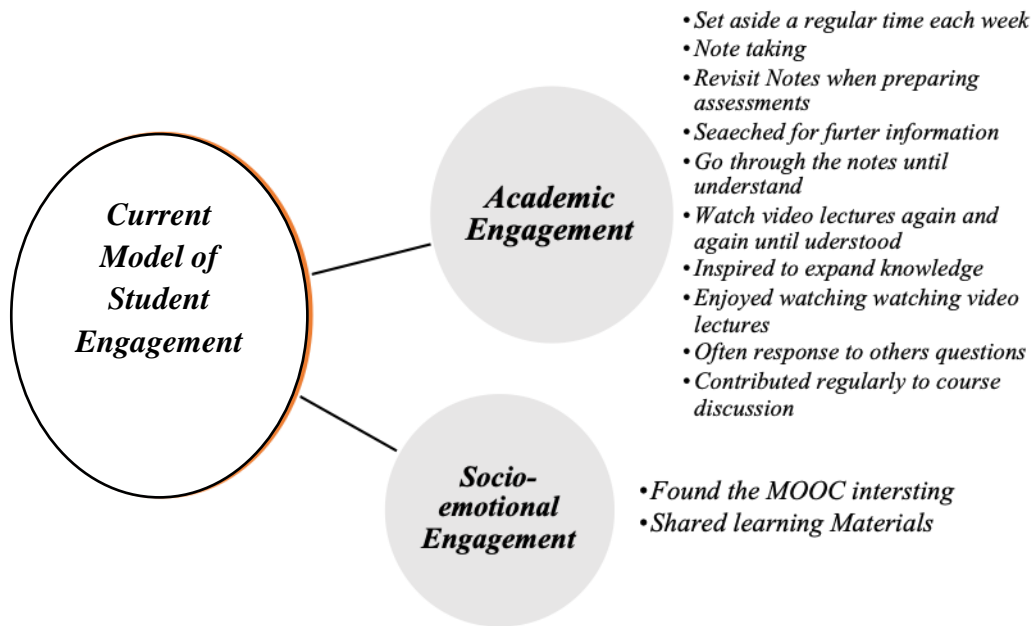 Current
Model of
Student
Engagement
Academic
Engagement
• Set aside a regular time each week
• Note taking
• Revisit Notes when preparing
assessments
• Seaeched for furter information
• Go through the notes until
understand
• Watch video lectures again and
again until uderstood
• Inspired to expand knowledge
• Enjoyed watching watching video
lectures
• Often response to others questions
• Contributed regularly to course
discussion
Socio-
emotional
Engagement
• Found the MOOC intersting
• Shared learning Materials